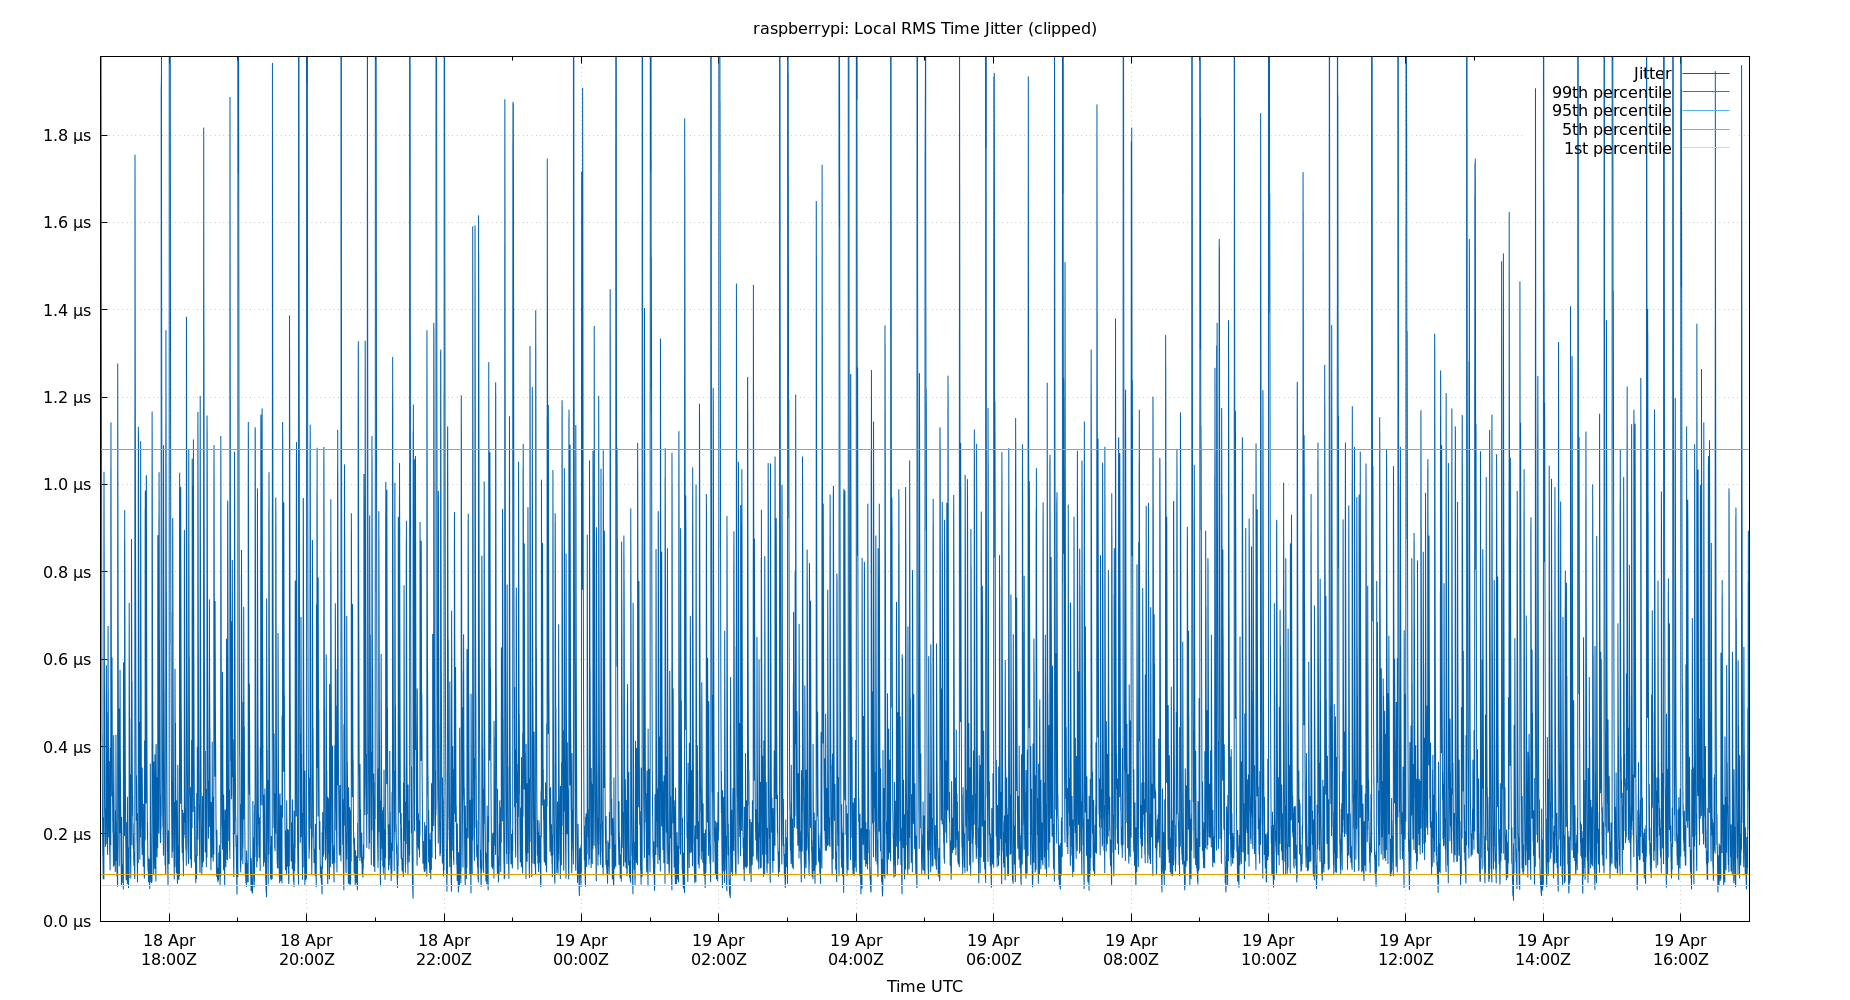 raspberrypi: Local RMS Time Jitter (clipped)
Jitter
99th percentile
95th percentile
5th percentile
1st percentile
1.8 µs
1.6 µs
1.4 µs
1.2 µs
1.0 µs
0.8 µs
0.6 µs
0.4 µs
0.2 µs
0.0 µs
18 Apr 18 Apr 18 Apr 19 Apr 19 Apr 19 Apr 19 Apr 19 Apr 19 Apr 19 Apr 19 Apr 19 Apr
18:00Z 20:00Z 22:00Z 00:00Z 02:00Z 04:00Z 06:00Z 08:00Z 10:00Z 12:00Z 14:00Z 16:00Z
Time UTC